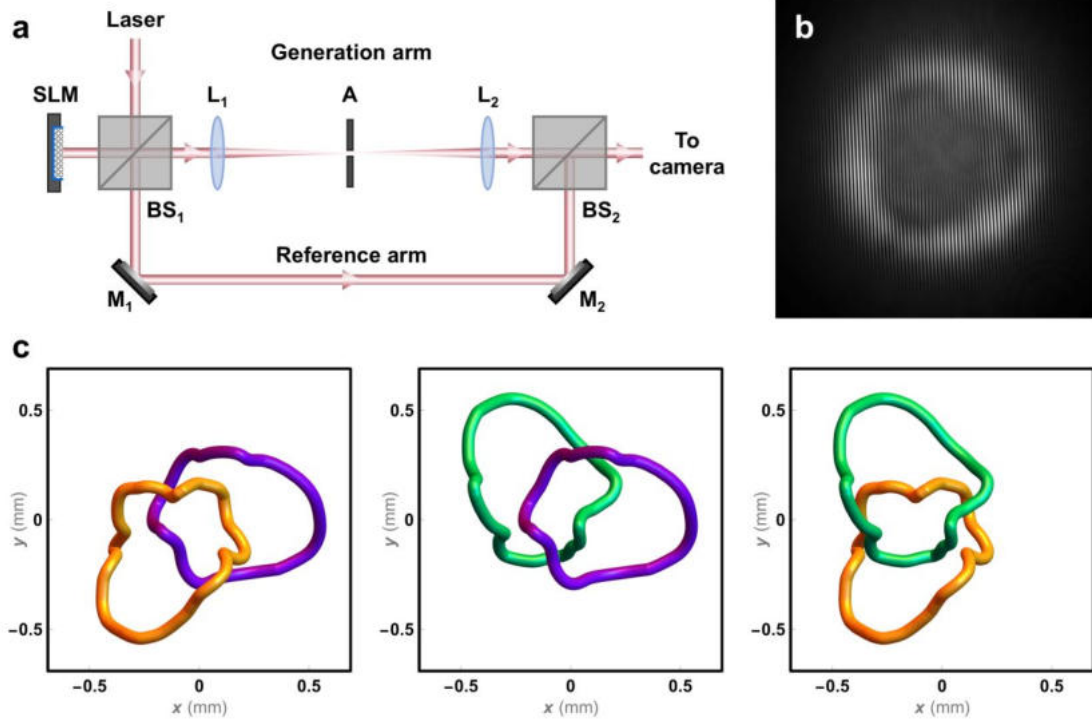 a
Laser
Generation arm
SLM
L₁
A
L₂
To
camera
BS₁
BS₂
Reference arm
M₁
M₂
b
c
0.5
0
−0.5
y (mm)
−0.5
0
0.5
x (mm)
0.5
0
−0.5
y (mm)
−0.5
0
0.5
x (mm)
0.5
0
−0.5
y (mm)
−0.5
0
0.5
x (mm)